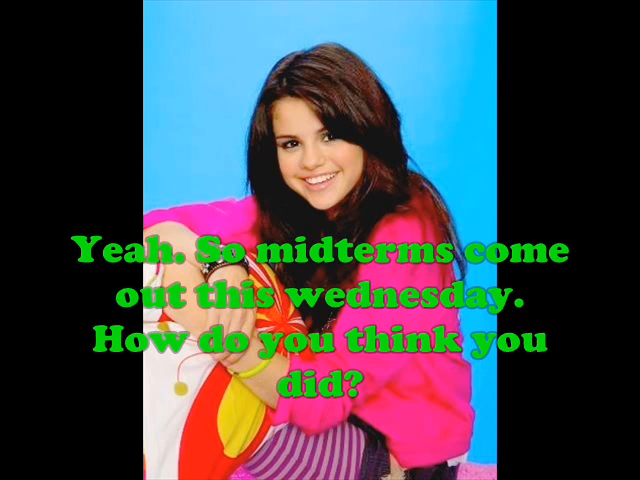 Yeah. So midterms come
out this wednesday.
How do you think you
did?